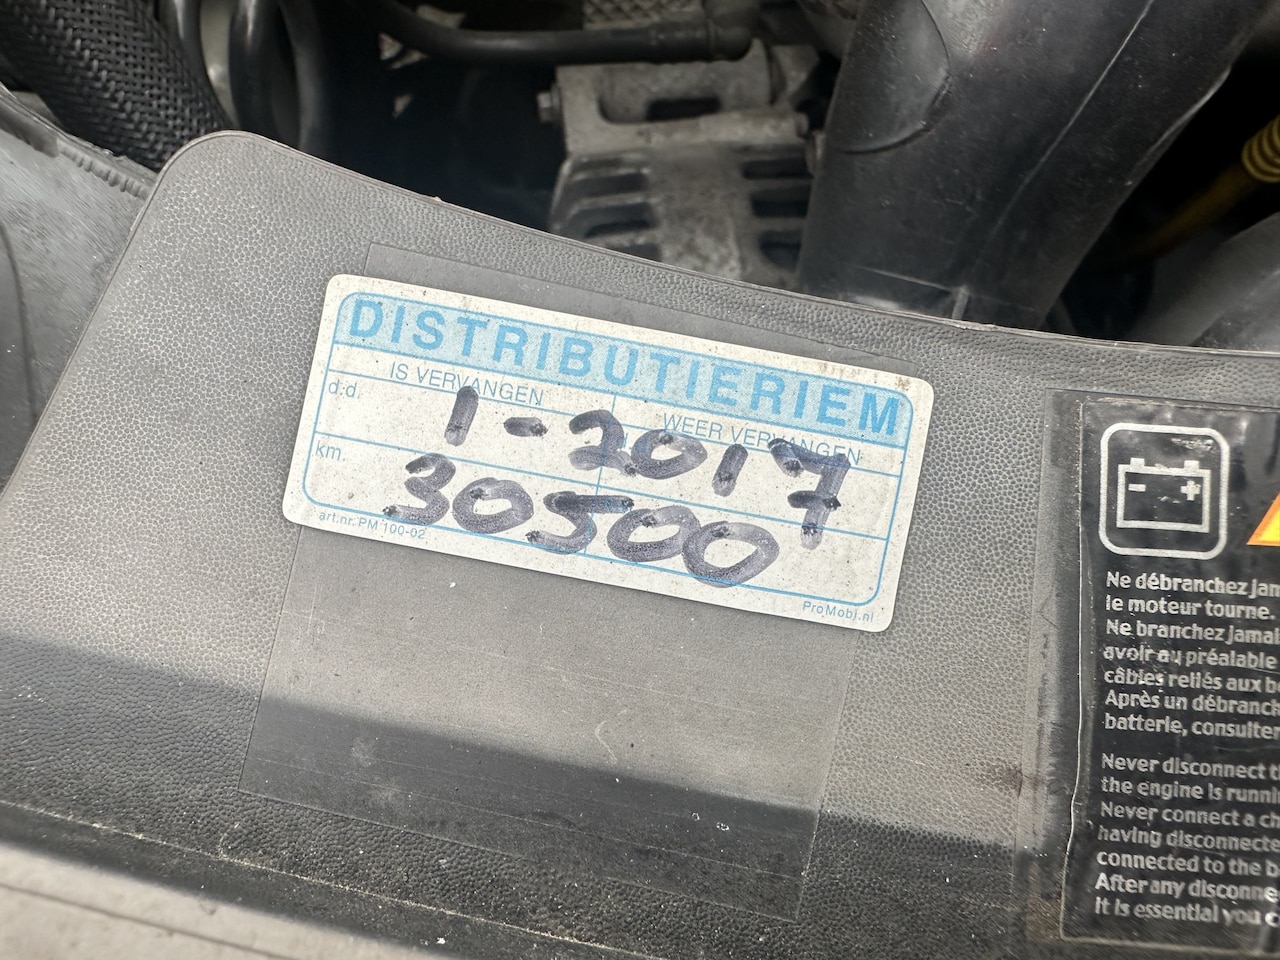 DISTRIBUTIERIEM
IS VERVANGEN
WEER VERVANGEN
d.d.
1-2017
km.
30500
art.nr. PM 100-02
ProMobi.nl
- +
Ne débranchez jam
le moteur tourne.
Ne branchez jamai
avoir au préalable
câbles reliés aux b
Après un débranch
batterie, consulter
Never disconnect t
the engine is runni
Never connect a ch
having disconnecte
connected to the b
After any disconne
it is essential you c